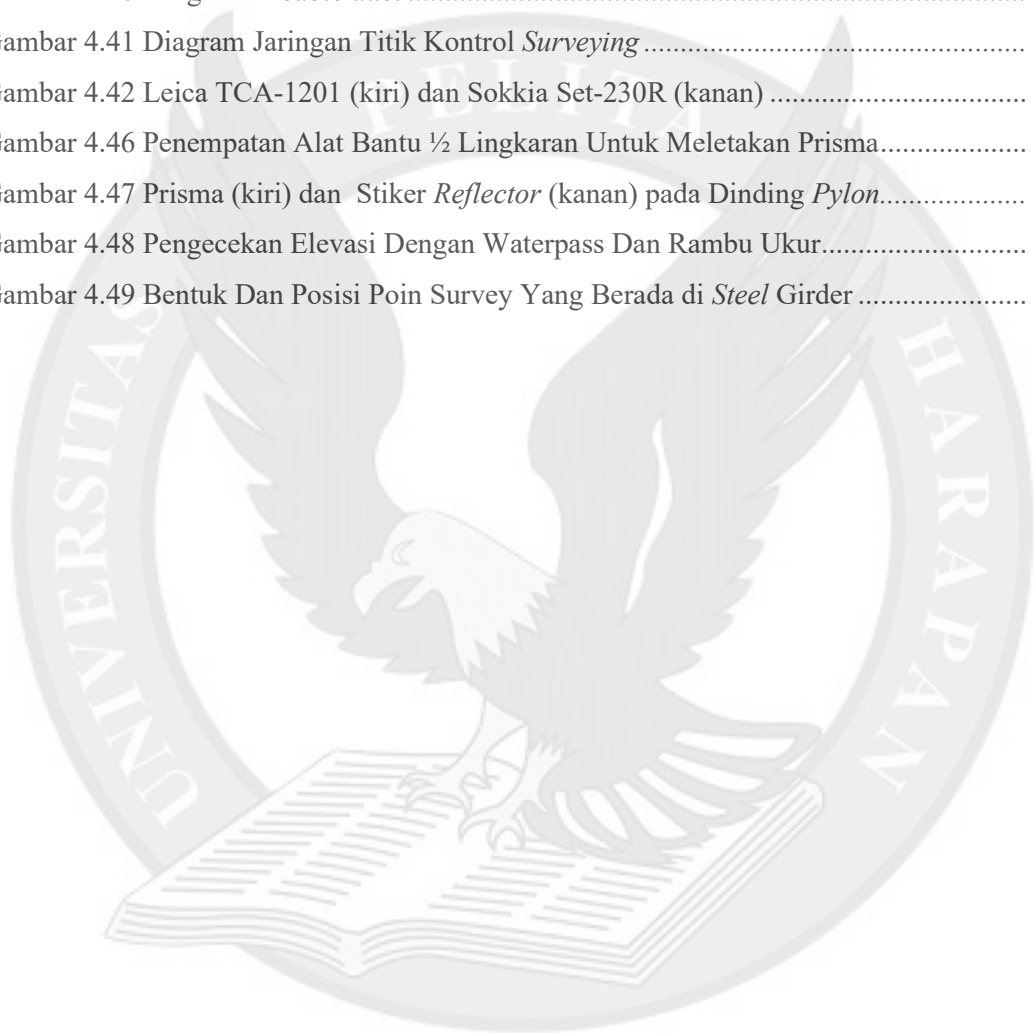 Gambar 4.41 Diagram Jaringan Titik Kontrol Surveying........................................................
Gambar 4.42 Leica TCA-1201 (kiri) dan Sokkia Set-230R (kanan) ......................................
Gambar 4.46 Penempatan Alat Bantu ½ Lingkaran Untuk Meletakan Prisma......................
Gambar 4.47 Prisma (kiri) dan Stiker Reflector (kanan) pada Dinding Pylon......................
Gambar 4.48 Pengecekan Elevasi Dengan Waterpass Dan Rambu Ukur...............................
Gambar 4.49 Bentuk Dan Posisi Poin Survey Yang Berada di Steel Girder ........................
UNIVERSITAS PELITA HARAPAN